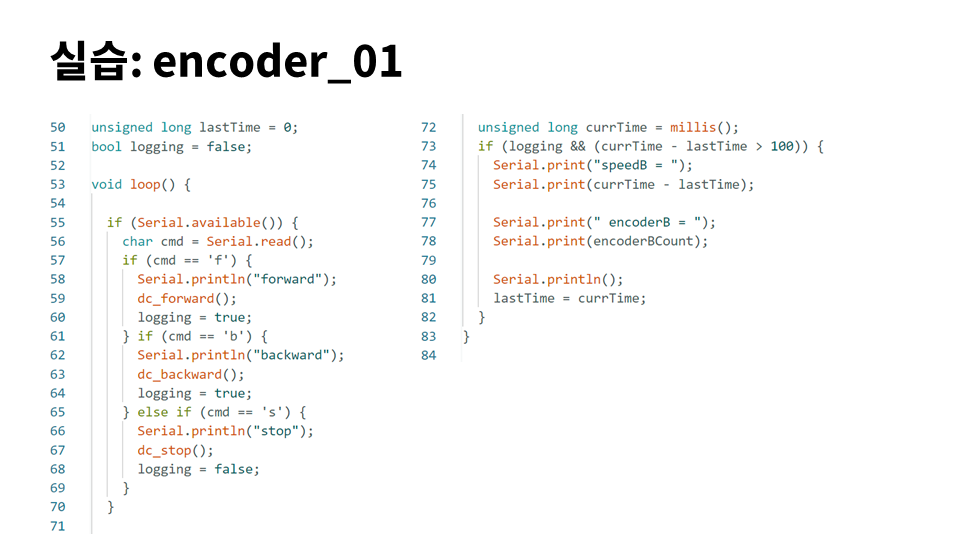 실습: encoder_01
50 unsigned long lastTime = 0;
51 bool logging = false;
52
53 void loop() {
54
55   if (Serial.available()) {
56     char cmd = Serial.read();
57     if (cmd == 'f') {
58       Serial.println("forward");
59       dc_forward();
60       logging = true;
61     } if (cmd == 'b') {
62       Serial.println("backward");
63       dc_backward();
64       logging = true;
65     } else if (cmd == 's') {
66       Serial.println("stop");
67       dc_stop();
68       logging = false;
69     }
70   }
71
72   unsigned long currTime = millis();
73   if (logging && (currTime - lastTime > 100)) {
74     Serial.print("speedB = ");
75     Serial.print(currTime - lastTime);
76
77     Serial.print(" encoderB = ");
78     Serial.print(encoderBCount);
79
80     Serial.println();
81     lastTime = currTime;
82   }
83 }
84